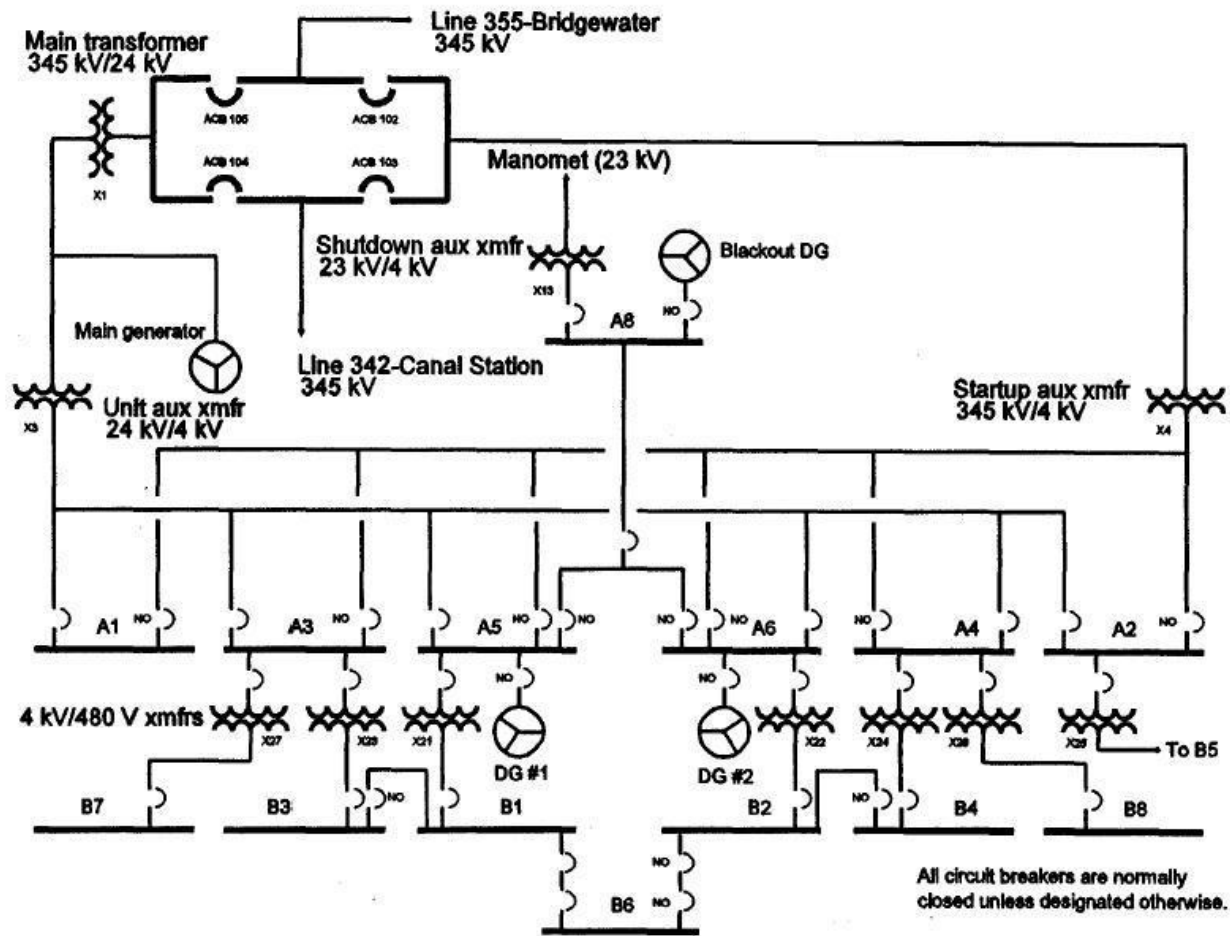 Line 355-Bridgewater
345 kV
Main transformer
345 kV/24 kV
ACB 105
ACB 102
ACB 104
ACB 103
X1
Manomet (23 kV)
Shutdown aux xmfr
23 kV/4 kV
X13
Blackout DG
NO
A8
Main generator
Line 342-Canal Station
345 kV
Unit aux xmfr
24 kV/4 kV
X3
Startup aux xmfr
345 kV/4 kV
X4
A1
NO
A3
NO
A5
NO
NO
NO
A6
NO
A4
A2
NO
NO
NO
4 kV/480 V xmfrs
X27
X23
X21
DG #1
DG #2
X22
X24
X26
X25
To B5
B7
B3
NO
B1
B2
NO
B4
B8
NO
NO
B6
All circuit breakers are normally
closed unless designated otherwise.